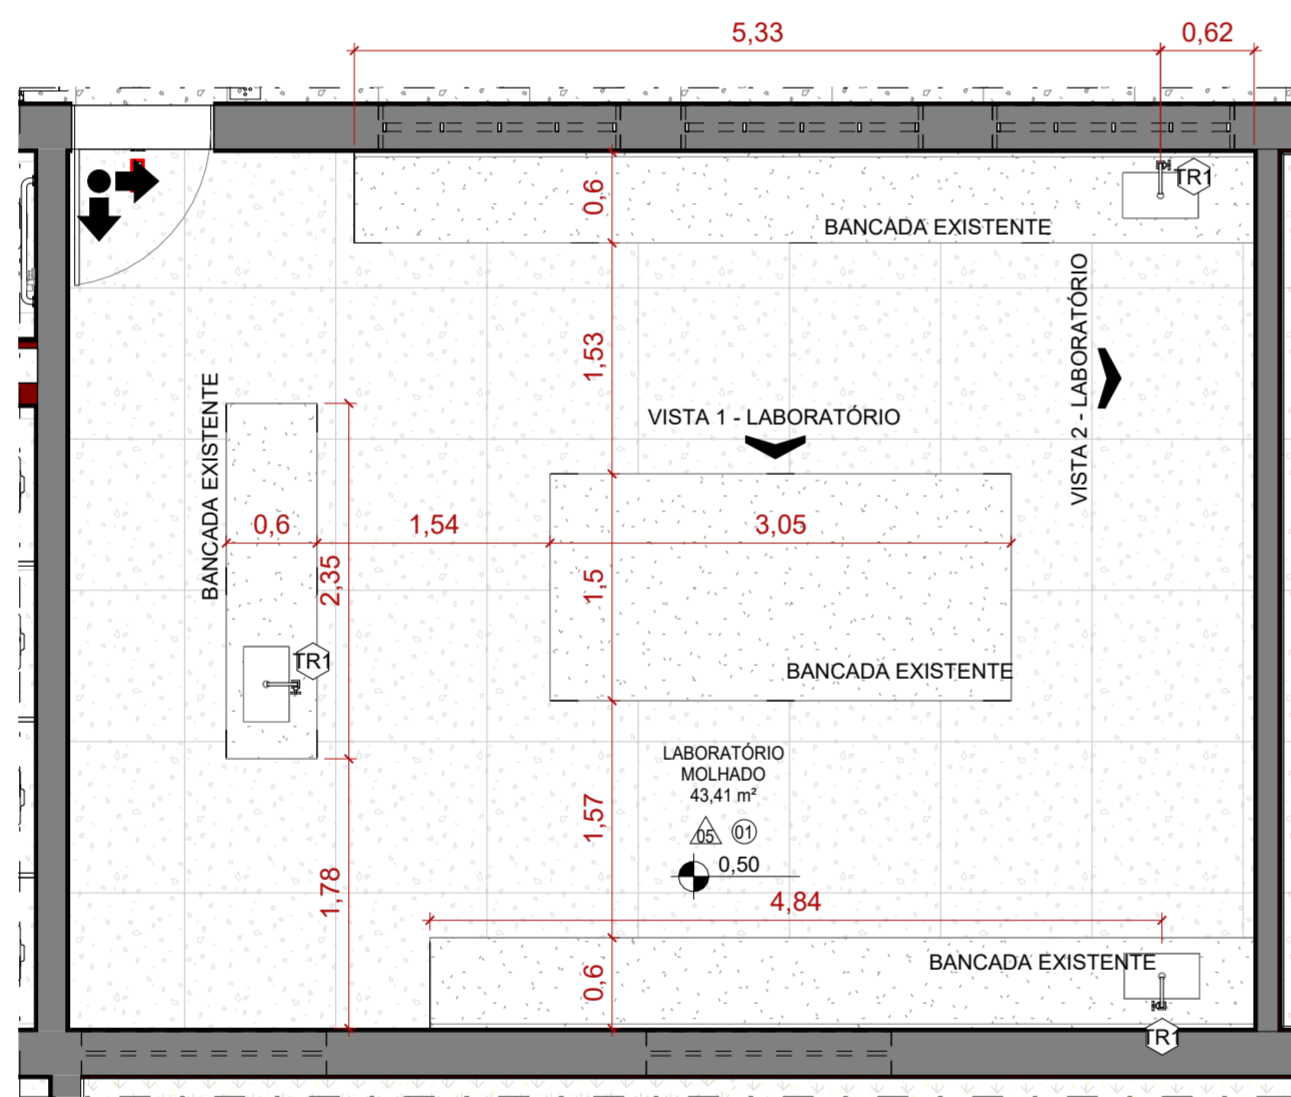 5,33
0,62
TR1
0,6
BANCADA EXISTENTE
1,53
VISTA 2 - LABORATÓRIO
BANCADA EXISTENTE
VISTA 1 - LABORATÓRIO
0,6
1,54
3,05
2,35
1,5
TR1
BANCADA EXISTENTE
LABORATÓRIO
MOLHADO
43,41 m²
05
01
0,50
1,57
1,78
4,84
BANCADA EXISTENTE
0,6
TR1